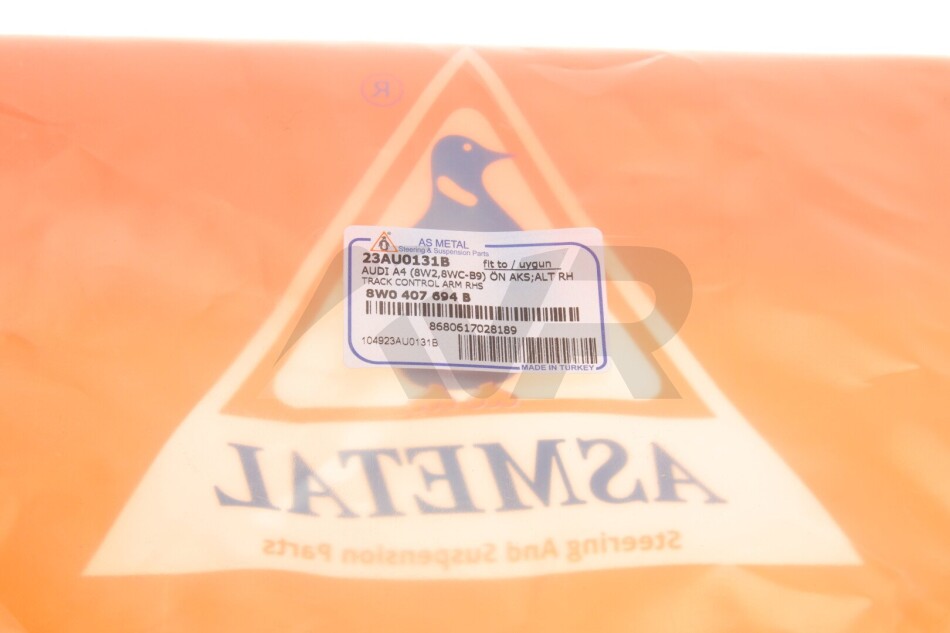 ®
AS METAL
Steering & Suspension Parts
23AU0131B fit to / uygun
AUDI A4 (8W2,8WC-B9) ÖN AKS;ALT RH
TRACK CONTROL ARM RHS
8W0 407 694 B
8680617028189
104923AU0131B
MADE IN TURKEY
AVR
ASMETAL
Steering And Suspension Parts